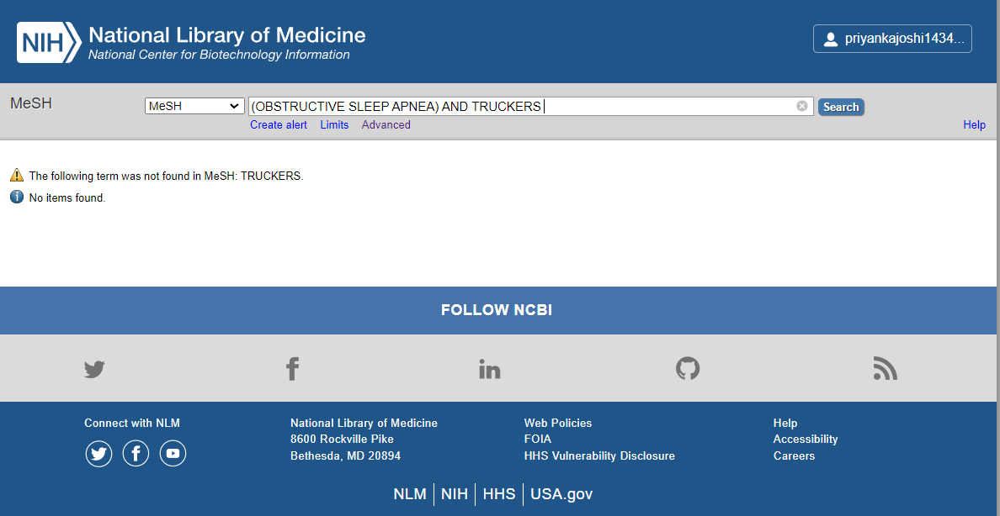 NIH National Library of Medicine
National Center for Biotechnology Information
priyankajoshi1434...
MeSH
MeSH
(OBSTRUCTIVE SLEEP APNEA) AND TRUCKERS
Search
Create alert Limits Advanced
Help
The following term was not found in MeSH: TRUCKERS.
No items found.
FOLLOW NCBI
Connect with NLM
National Library of Medicine
8600 Rockville Pike
Bethesda, MD 20894
Web Policies
FOIA
HHS Vulnerability Disclosure
Help
Accessibility
Careers
NLM NIH HHS USA.gov